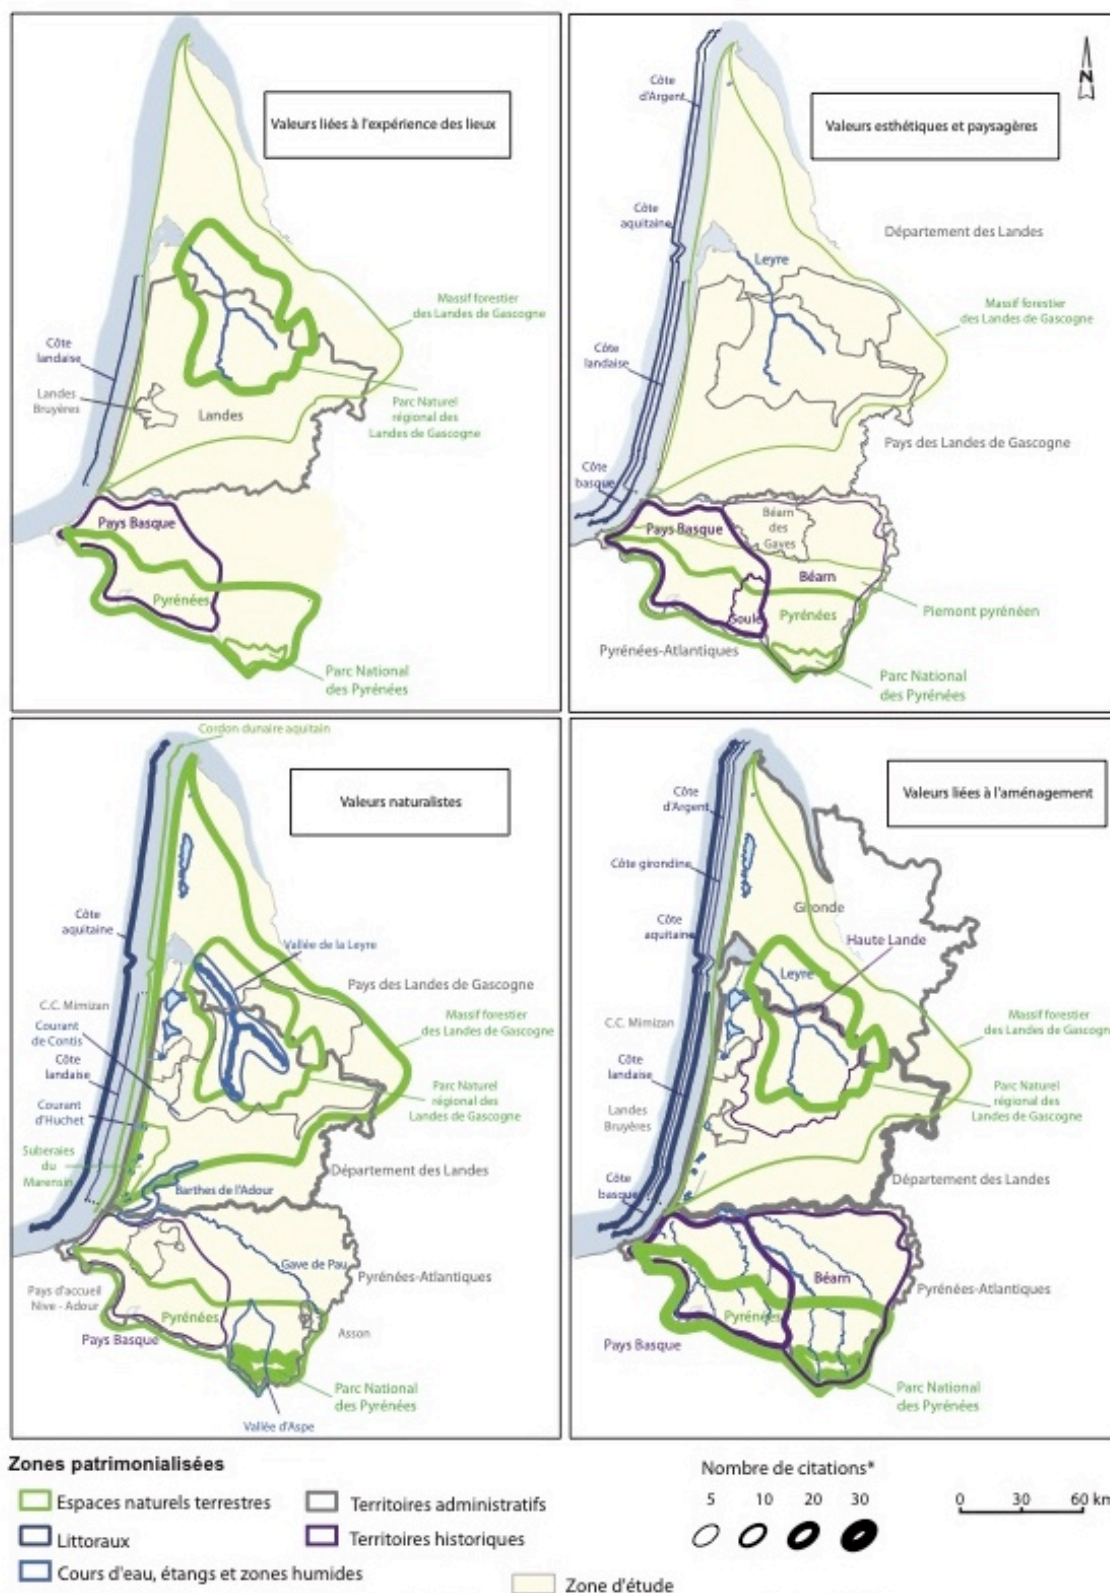 Valeurs liées à l'expérience des lieux
Massif forestier
des Landes de Gascogne
Côte
landaise
Landes
Bruyères
Landes
Parc Naturel
régional des
Landes de Gascogne
Pays Basque
Pyrénées
Parc National
des Pyrénées
N
Côte
d'Argent
Valeurs esthétiques et paysagères
Côte
aquitaine
Département des Landes
Leyre
Massif forestier
des Landes de Gascogne
Côte
landaise
Pays des Landes de Gascogne
Côte
basque
Pays Basque
Béarn
des
Gaves
Béarn
Soule
Pyrénées
Piemont pyrénéen
Pyrénées-Atlantiques
Parc National
des Pyrénées
Cordon dunaire aquitain
Valeurs naturalistes
Côte
aquitaine
Vallée de la Leyre
Pays des Landes de Gascogne
C.C. Mimizan
Massif forestier
des Landes de Gascogne
Courant
de Contis
Côte
landaise
Parc Naturel
régional des
Landes de Gascogne
Courant
d'Huchet
Suberaies
du
Marensin
Département des Landes
Barthes de l'Adour
Gave de Pau
Pyrénées-Atlantiques
Pays d'accueil
Nive - Adour
Pyrénées
Pays Basque
Asson
Parc National
des Pyrénées
Vallée d'Aspe
Côte
d'Argent
Valeurs liées à l'aménagement
Côte girondine
Gironde
Côte
aquitaine
Haute Lande
Leyre
C.C. Mimizan
Massif forestier
des Landes de Gascogne
Côte
landaise
Parc Naturel
régional des
Landes de Gascogne
Landes
Bruyères
Côte
basque
Département des Landes
Béarn
Pyrénées-Atlantiques
Pyrénées
Pays Basque
Parc National
des Pyrénées
Zones patrimonialisées
Espaces naturels terrestres
Littoraux
Cours d'eau, étangs et zones humides
Territoires administratifs
Territoires historiques
Zone d'étude
Nombre de citations*
5 10 20 30
0 30 60 km